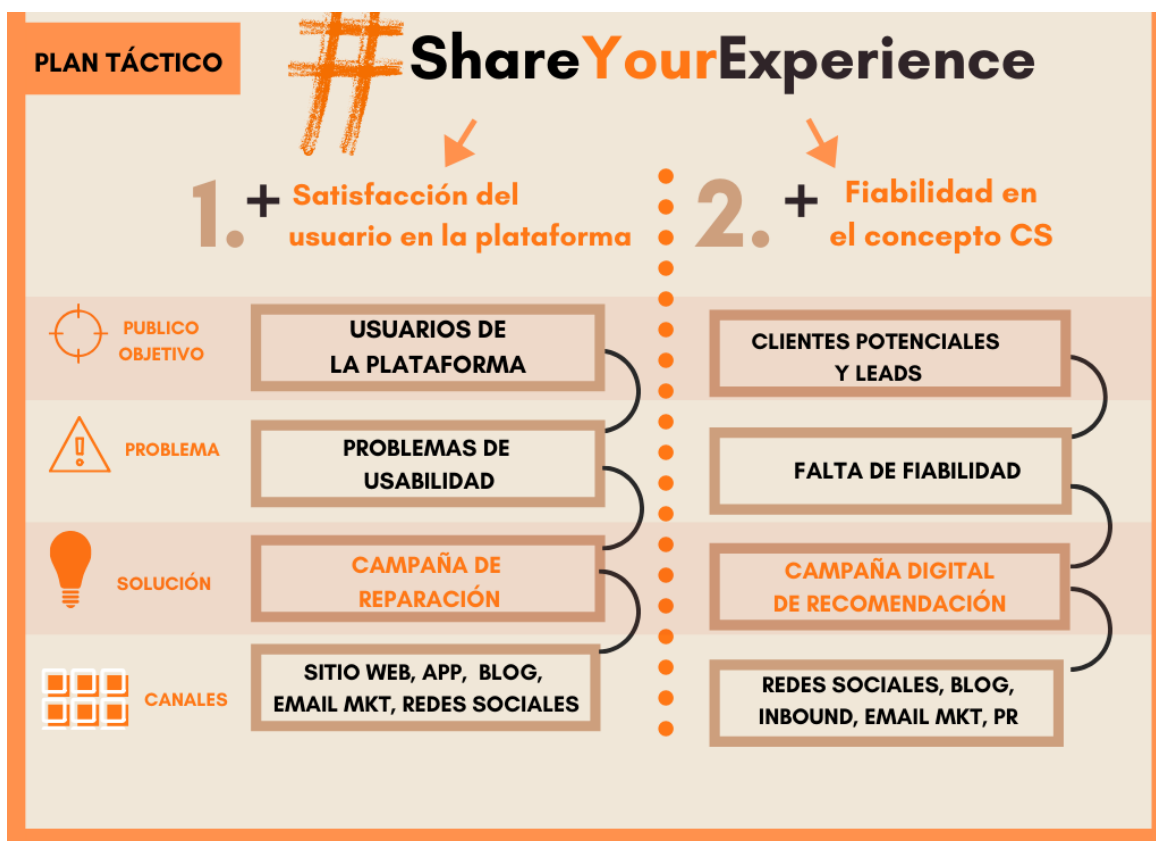 PLAN TÁCTICO
#ShareYourExperience
1.
+ Satisfacción del
usuario en la plataforma
2.
+ Fiabilidad en
el concepto CS
PUBLICO
OBJETIVO
USUARIOS DE
LA PLATAFORMA
CLIENTES POTENCIALES
Y LEADS
PROBLEMA
PROBLEMAS DE
USABILIDAD
FALTA DE FIABILIDAD
SOLUCIÓN
CAMPAÑA DE
REPARACIÓN
CAMPAÑA DIGITAL
DE RECOMENDACIÓN
CANALES
SITIO WEB, APP, BLOG,
EMAIL MKT, REDES SOCIALES
REDES SOCIALES, BLOG,
INBOUND, EMAIL MKT, PR